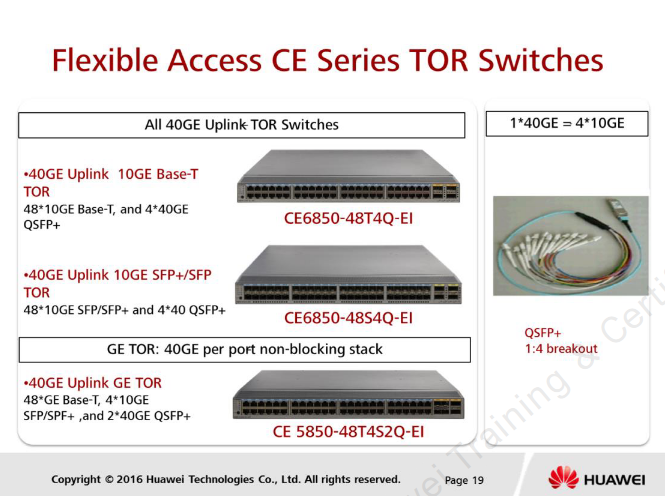 Flexible Access CE Series TOR Switches
All 40GE Uplink TOR Switches
•40GE Uplink 10GE Base-T
TOR
48*10GE Base-T, and 4*40GE
QSFP+
CE6850-48T4Q-EI
•40GE Uplink 10GE SFP+/SFP
TOR
48*10GE SFP/SFP+ and 4*40 QSFP+
CE6850-48S4Q-EI
GE TOR: 40GE per port non-blocking stack
•40GE Uplink GE TOR
48*GE Base-T, 4*10GE
SFP/SPF+ ,and 2*40GE QSFP+
CE 5850-48T4S2Q-EI
1*40GE = 4*10GE
QSFP+
1:4 breakout
Training &
Copyright © 2016 Huawei Technologies Co., Ltd. All rights reserved.
Page 19
HUAWEI